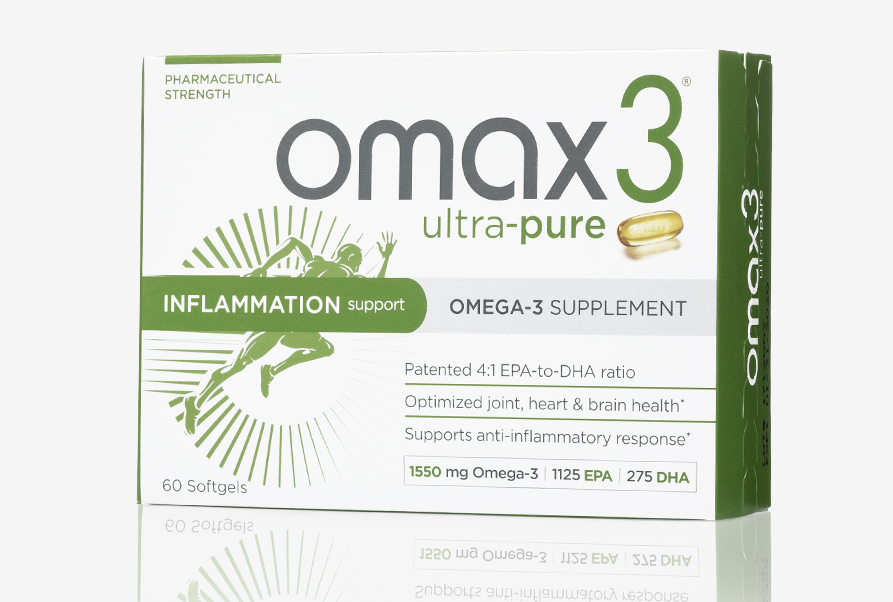 PHARMACEUTICAL
STRENGTH
omax3®
ultra-pure
INFLAMMATION support
OMEGA-3 SUPPLEMENT
Patented 4:1 EPA-to-DHA ratio
Optimized joint, heart & brain health*
Supports anti-inflammatory response*
1550 mg Omega-3 | 1125 EPA | 275 DHA
60 Softgels
omax3
ultra-pure